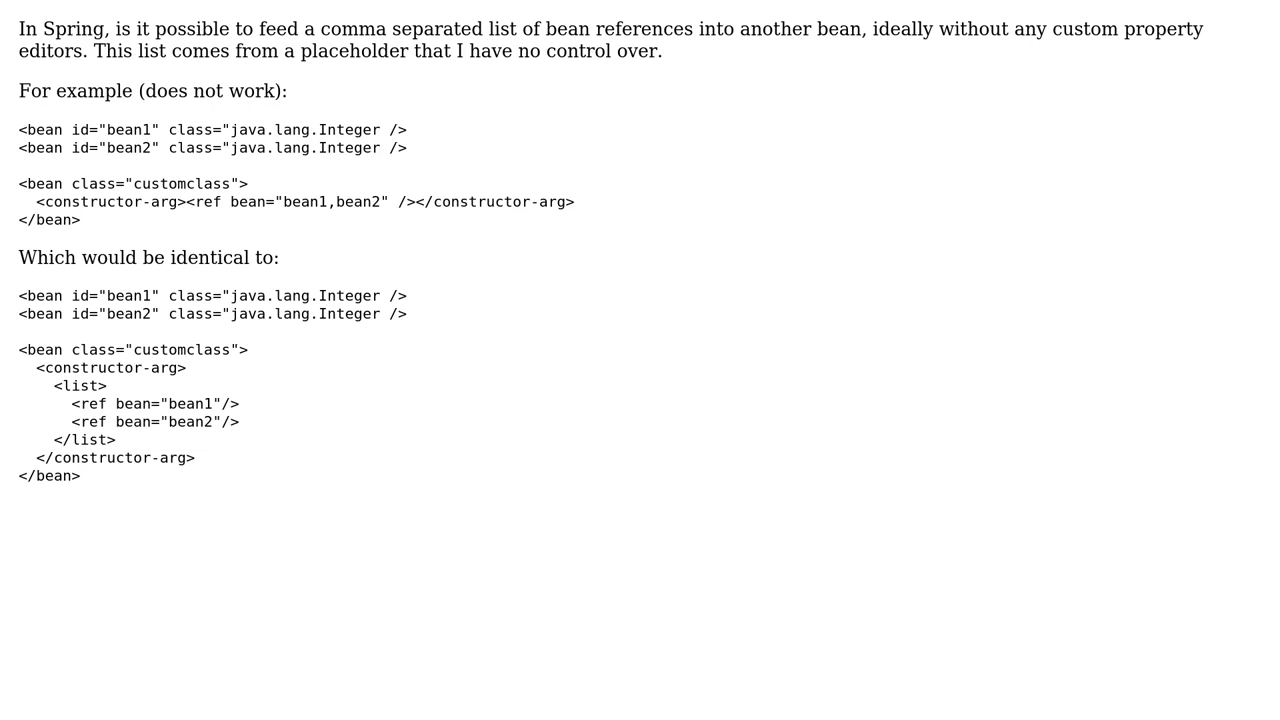 In Spring, is it possible to feed a comma separated list of bean references into another bean, ideally without any custom property
editors. This list comes from a placeholder that I have no control over.
For example (does not work):
<bean id="bean1" class="java.lang.Integer />
<bean id="bean2" class="java.lang.Integer />
<bean class="customclass">
  <constructor-arg><ref bean="bean1,bean2" /></constructor-arg>
</bean>
Which would be identical to:
<bean id="bean1" class="java.lang.Integer />
<bean id="bean2" class="java.lang.Integer />
<bean class="customclass">
  <constructor-arg>
    <list>
      <ref bean="bean1"/>
      <ref bean="bean2"/>
    </list>
  </constructor-arg>
</bean>